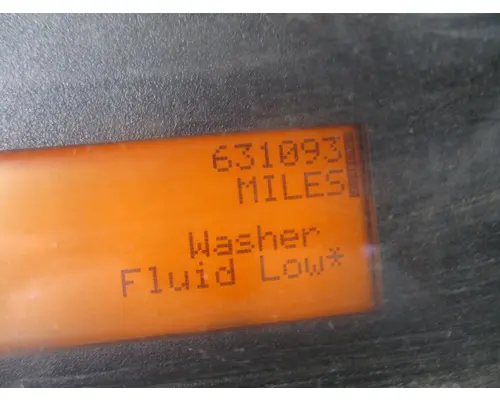 631093
MILES
Washer
Fluid Low*